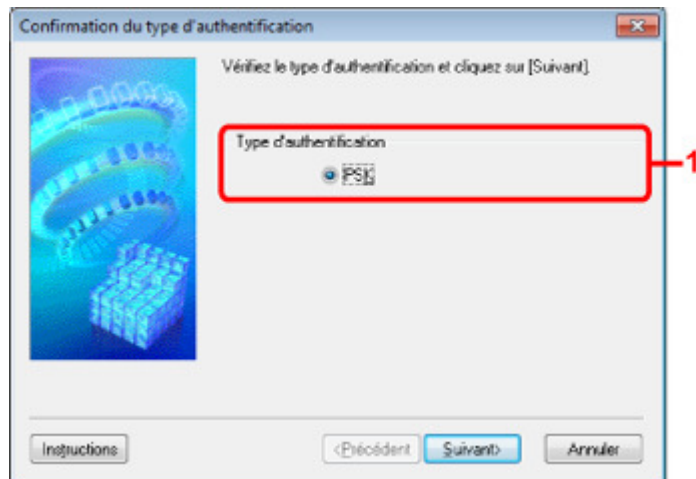 Confirmation du type d'authentification
Vérifiez le type d'authentification et cliquez sur [Suivant].
Type d'authentification
PSK
1
Instructions
<Précédent
Suivant>
Annuler